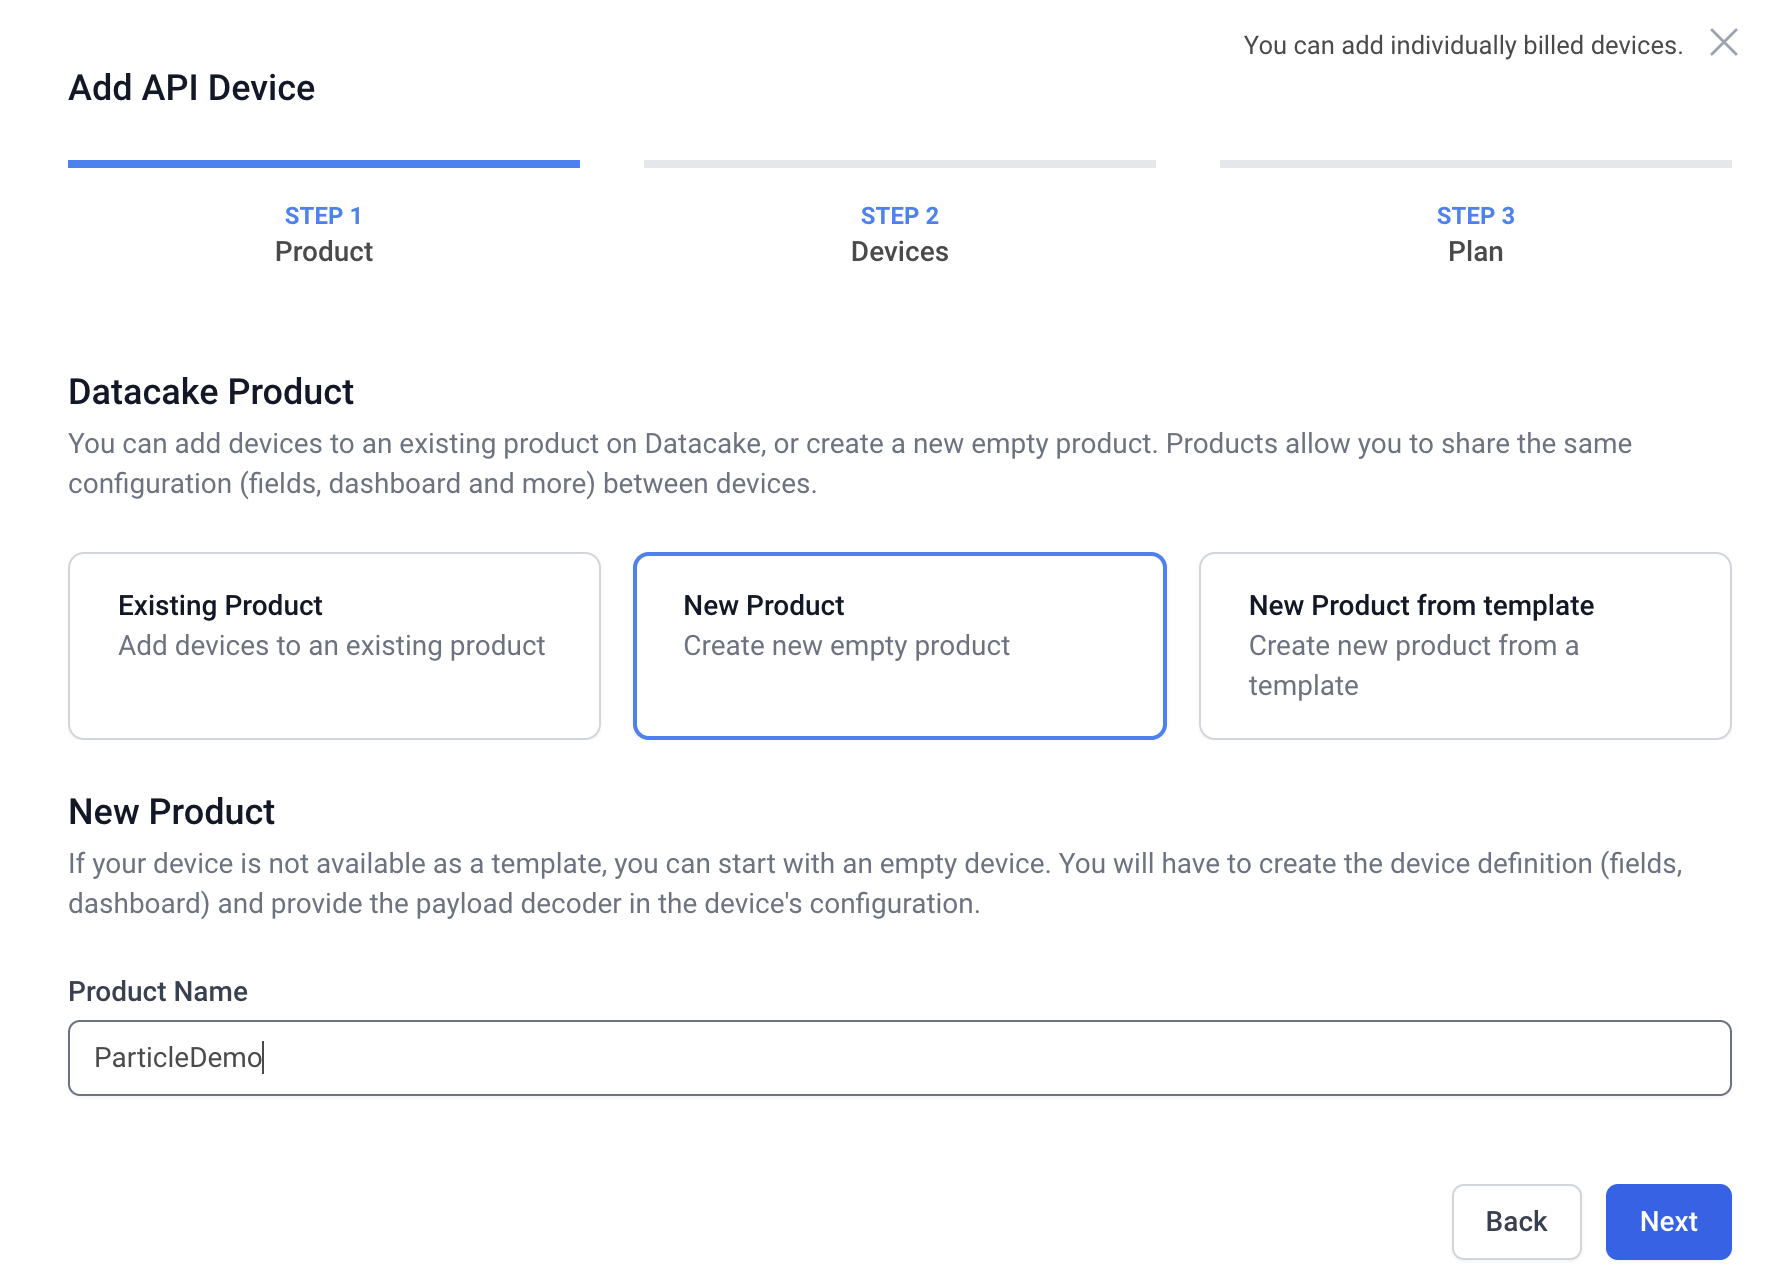 You can add individually billed devices.
Add API Device
STEP 1
Product
STEP 2
Devices
STEP 3
Plan
Datacake Product
You can add devices to an existing product on Datacake, or create a new empty product. Products allow you to share the same
configuration (fields, dashboard and more) between devices.
Existing Product
Add devices to an existing product
New Product
Create new empty product
New Product from template
Create new product from a
template
New Product
If your device is not available as a template, you can start with an empty device. You will have to create the device definition (fields,
dashboard) and provide the payload decoder in the device's configuration.
Product Name
ParticleDemo
Back
Next